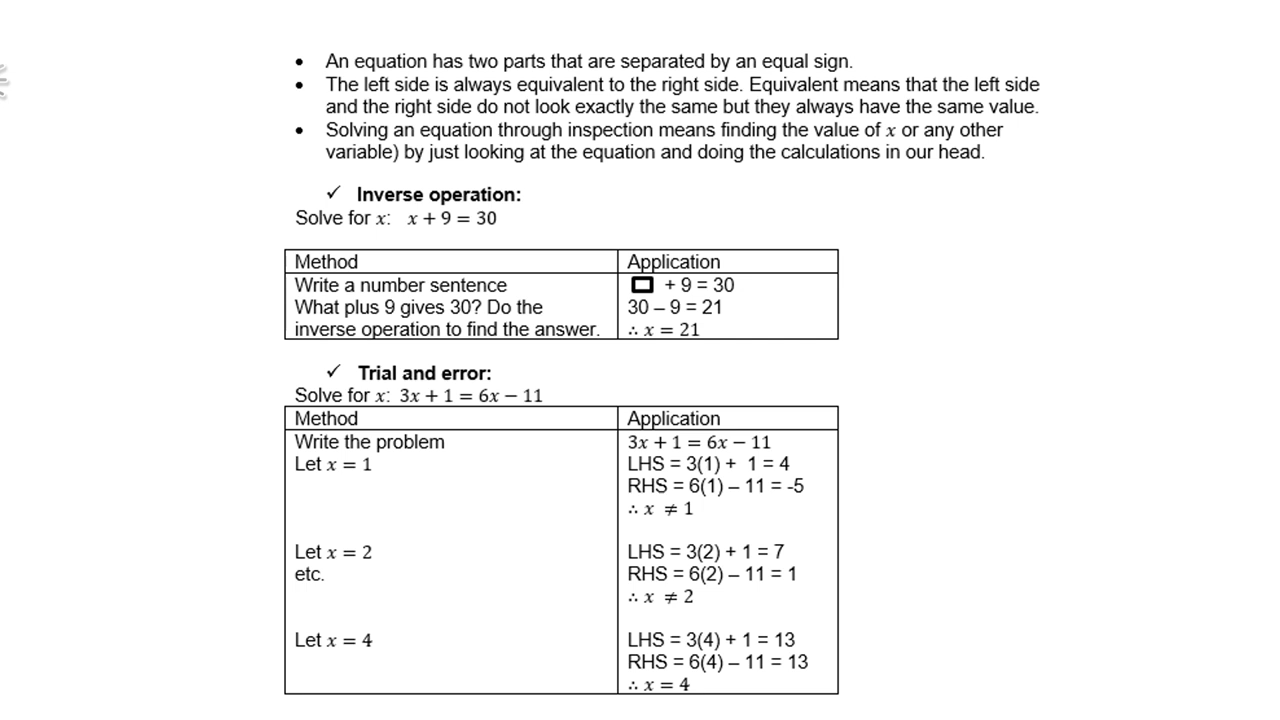 • An equation has two parts that are separated by an equal sign.
• The left side is always equivalent to the right side. Equivalent means that the left side
and the right side do not look exactly the same but they always have the same value.
• Solving an equation through inspection means finding the value of x or any other
variable) by just looking at the equation and doing the calculations in our head.
✓ Inverse operation:
Solve for x: x + 9 = 30
Method Application
Write a number sentence □ + 9 = 30
What plus 9 gives 30? Do the 30 – 9 = 21
inverse operation to find the answer. ∴ x = 21
✓ Trial and error:
Solve for x: 3x + 1 = 6x − 11
Method Application
Write the problem 3x + 1 = 6x − 11
Let x = 1 LHS = 3(1) + 1 = 4
RHS = 6(1) – 11 = -5
∴ x ≠ 1
Let x = 2 LHS = 3(2) + 1 = 7
etc. RHS = 6(2) – 11 = 1
∴ x ≠ 2
Let x = 4 LHS = 3(4) + 1 = 13
RHS = 6(4) – 11 = 13
∴ x = 4